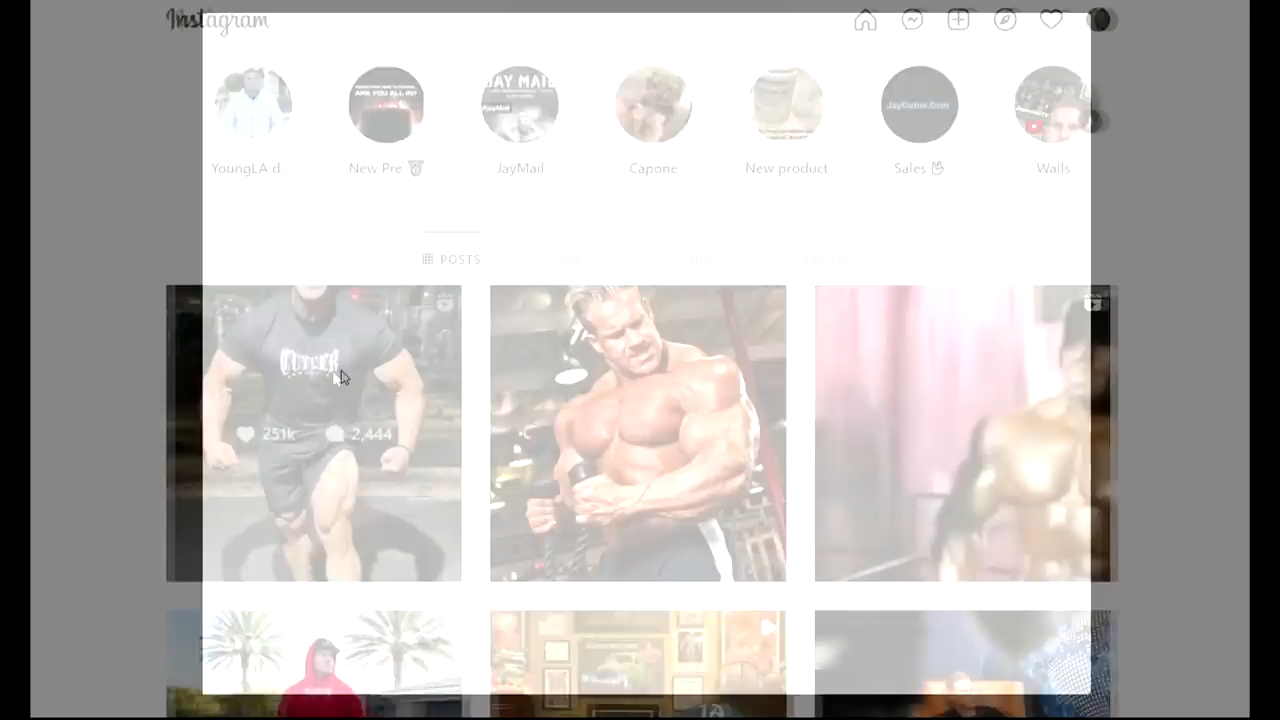 Instagram
ARE YOU ALL IN?
JAY MAIL
JayCutler.Com
YoungLA d...
New Pre 🗑
JayMail
Capone
New product
Sales
Walls
POSTS
CUTLER
251k 2,444